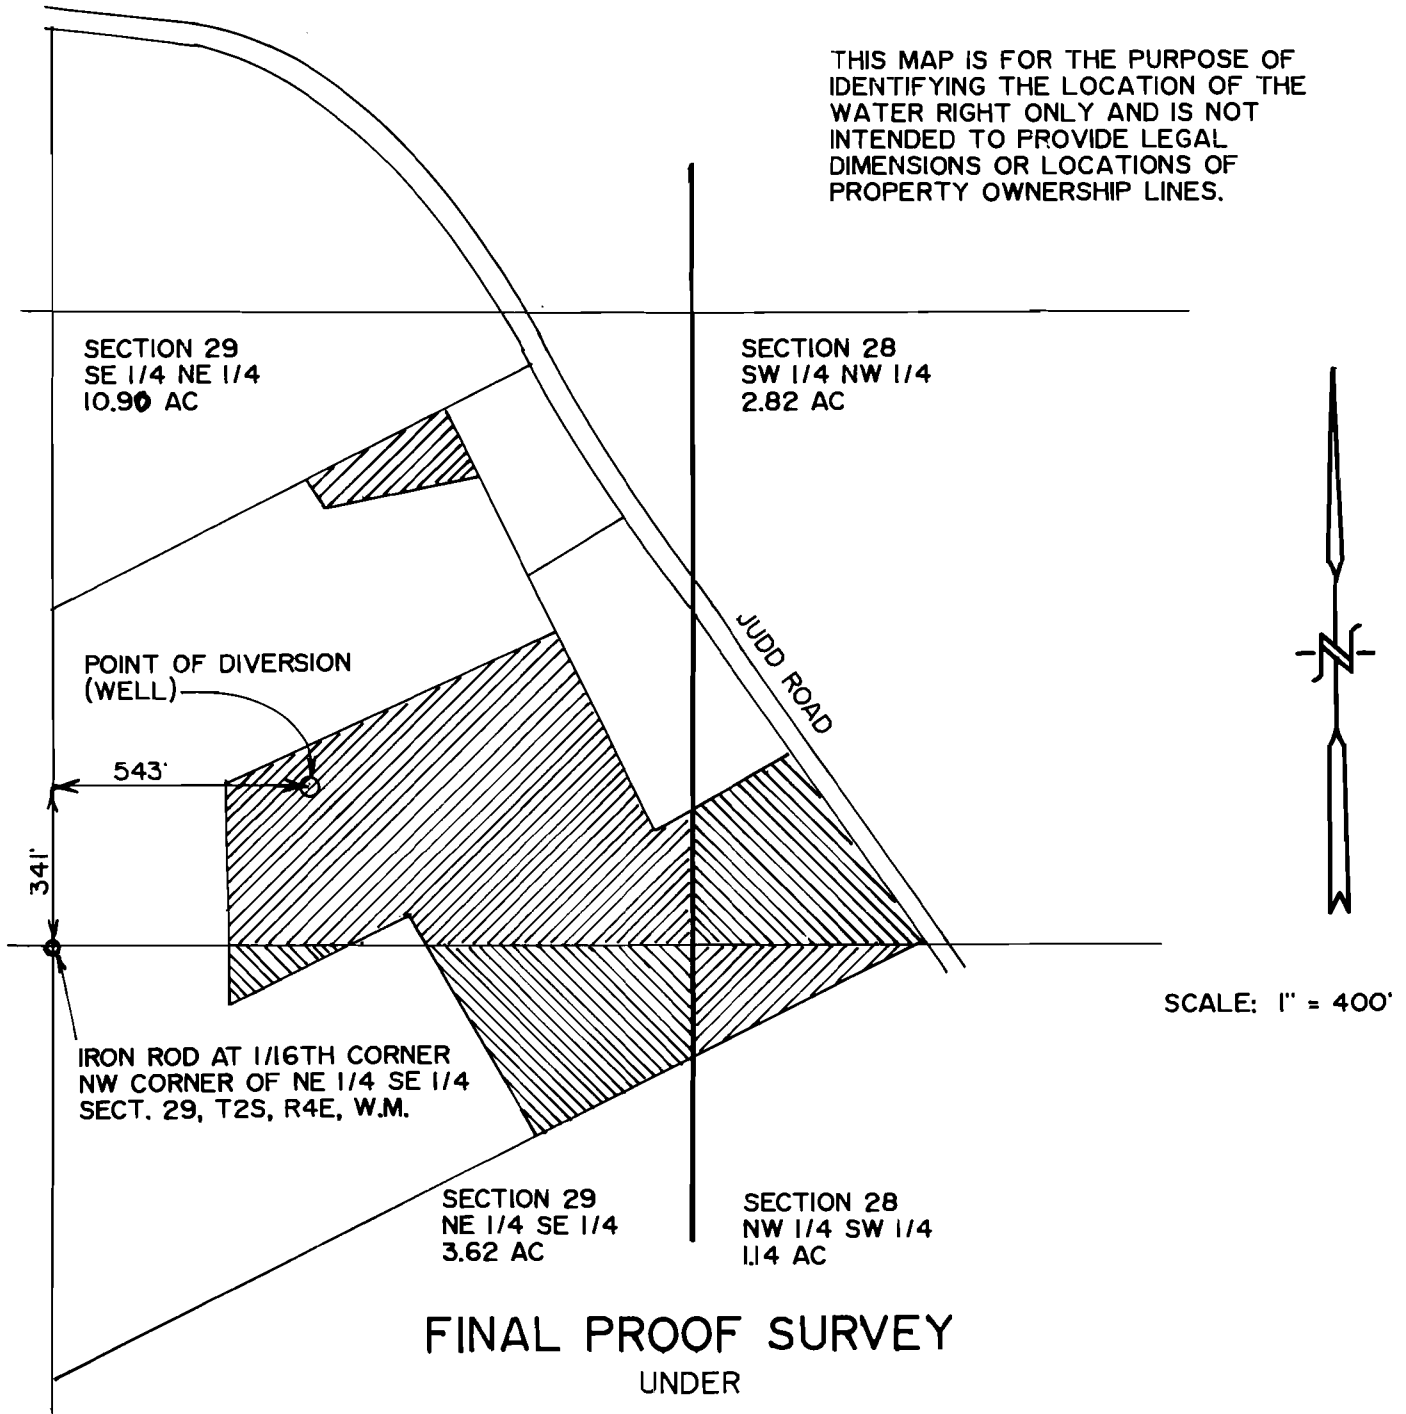 THIS MAP IS FOR THE PURPOSE OF
IDENTIFYING THE LOCATION OF THE
WATER RIGHT ONLY AND IS NOT
INTENDED TO PROVIDE LEGAL
DIMENSIONS OR LOCATIONS OF
PROPERTY OWNERSHIP LINES.
SECTION 29
SE 1/4 NE 1/4
10.90 AC
SECTION 28
SW 1/4 NW 1/4
2.82 AC
JUDD ROAD
POINT OF DIVERSION
(WELL)
543'
341'
N
SCALE: 1" = 400'
IRON ROD AT 1/16TH CORNER
NW CORNER OF NE 1/4 SE 1/4
SECT. 29, T2S, R4E, W.M.
SECTION 29
NE 1/4 SE 1/4
3.62 AC
SECTION 28
NW 1/4 SW 1/4
1.14 AC
FINAL PROOF SURVEY
UNDER